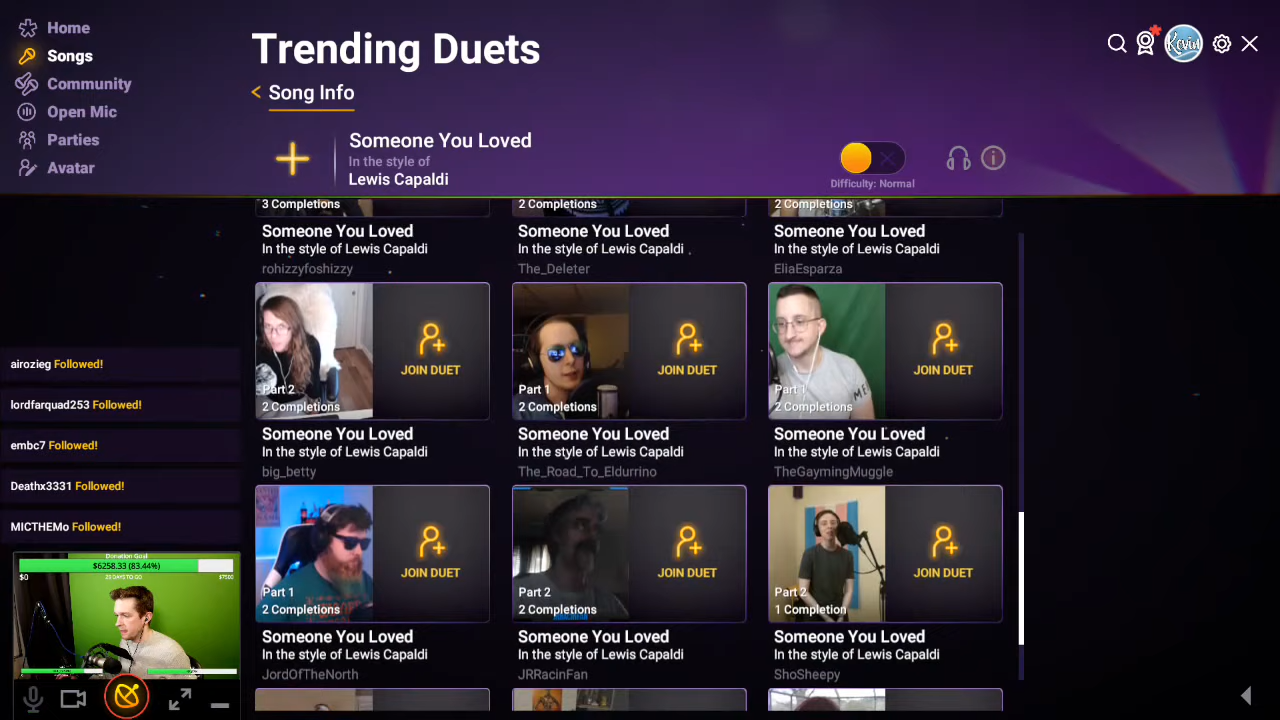 Home
Songs
Community
Open Mic
Parties
Avatar
Trending Duets
< Song Info
Kevin
Someone You Loved
In the style of
Lewis Capaldi
Difficulty: Normal
3 Completions
2 Completions
2 Completions
Someone You Loved
In the style of Lewis Capaldi
rohizzyfoshizzy
Someone You Loved
In the style of Lewis Capaldi
The_Deleter
Someone You Loved
In the style of Lewis Capaldi
EliaEsparza
JOIN DUET
Part 2
2 Completions
JOIN DUET
Part 1
2 Completions
JOIN DUET
Part 1
2 Completions
Someone You Loved
In the style of Lewis Capaldi
big_betty
Someone You Loved
In the style of Lewis Capaldi
The_Road_To_Eldurrino
Someone You Loved
In the style of Lewis Capaldi
TheGaymingMuggle
JOIN DUET
Part 1
2 Completions
JOIN DUET
Part 2
2 Completions
JOIN DUET
Part 2
1 Completion
Someone You Loved
In the style of Lewis Capaldi
JordOfTheNorth
Someone You Loved
In the style of Lewis Capaldi
JRRacinFan
Someone You Loved
In the style of Lewis Capaldi
ShoSheepy
airozieg Followed!
lordfarquad253 Followed!
embc7 Followed!
Deathx3331 Followed!
MICTHEMo Followed!
Donation Goal
$6258.33 (83.44%)
$0
$7500